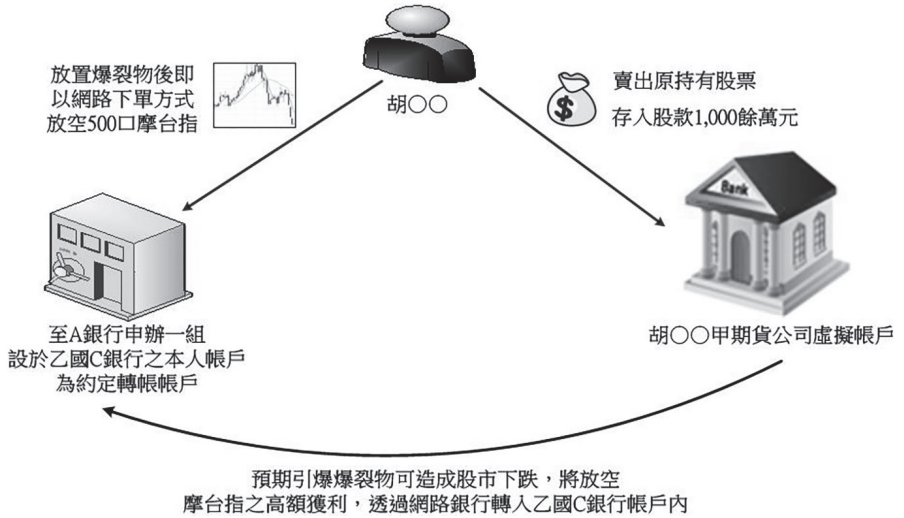 放置爆裂物後即
以網路下單方式
放空500口摩台指
胡○○
賣出原持有股票
存入股款1,000餘萬元
$
Bank
至A銀行申辦一組
設於乙國C銀行之本人帳戶
為約定轉帳帳戶
胡○○甲期貨公司虛擬帳戶
預期引爆爆裂物可造成股市下跌，將放空
摩台指之高額獲利，透過網路銀行轉入乙國C銀行帳戶內